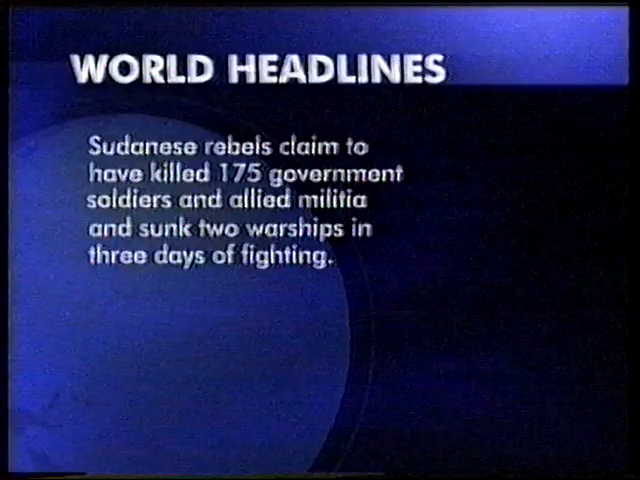 WORLD HEADLINES
Sudanese rebels claim to
have killed 175 government
soldiers and allied militia
and sunk two warships in
three days of fighting.